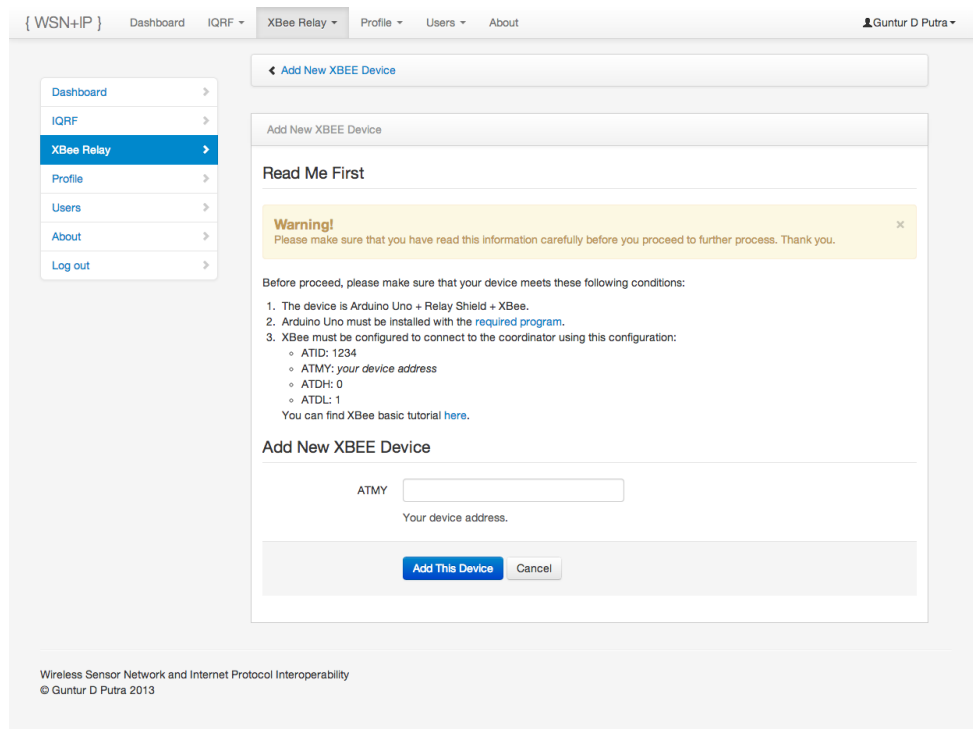 { WSN+IP } Dashboard IQRF XBee Relay Profile Users About Guntur D Putra
Add New XBEE Device
Dashboard
IQRF
XBee Relay
Profile
Users
About
Log out
Add New XBEE Device
Read Me First
Warning! ×
Please make sure that you have read this information carefully before you proceed to further process. Thank you.
Before proceed, please make sure that your device meets these following conditions:
1. The device is Arduino Uno + Relay Shield + XBee.
2. Arduino Uno must be installed with the required program.
3. XBee must be configured to connect to the coordinator using this configuration:
◦ ATID: 1234
◦ ATMY: your device address
◦ ATDH: 0
◦ ATDL: 1
You can find XBee basic tutorial here.
Add New XBEE Device
ATMY
Your device address.
Add This Device Cancel
Wireless Sensor Network and Internet Protocol Interoperability
© Guntur D Putra 2013